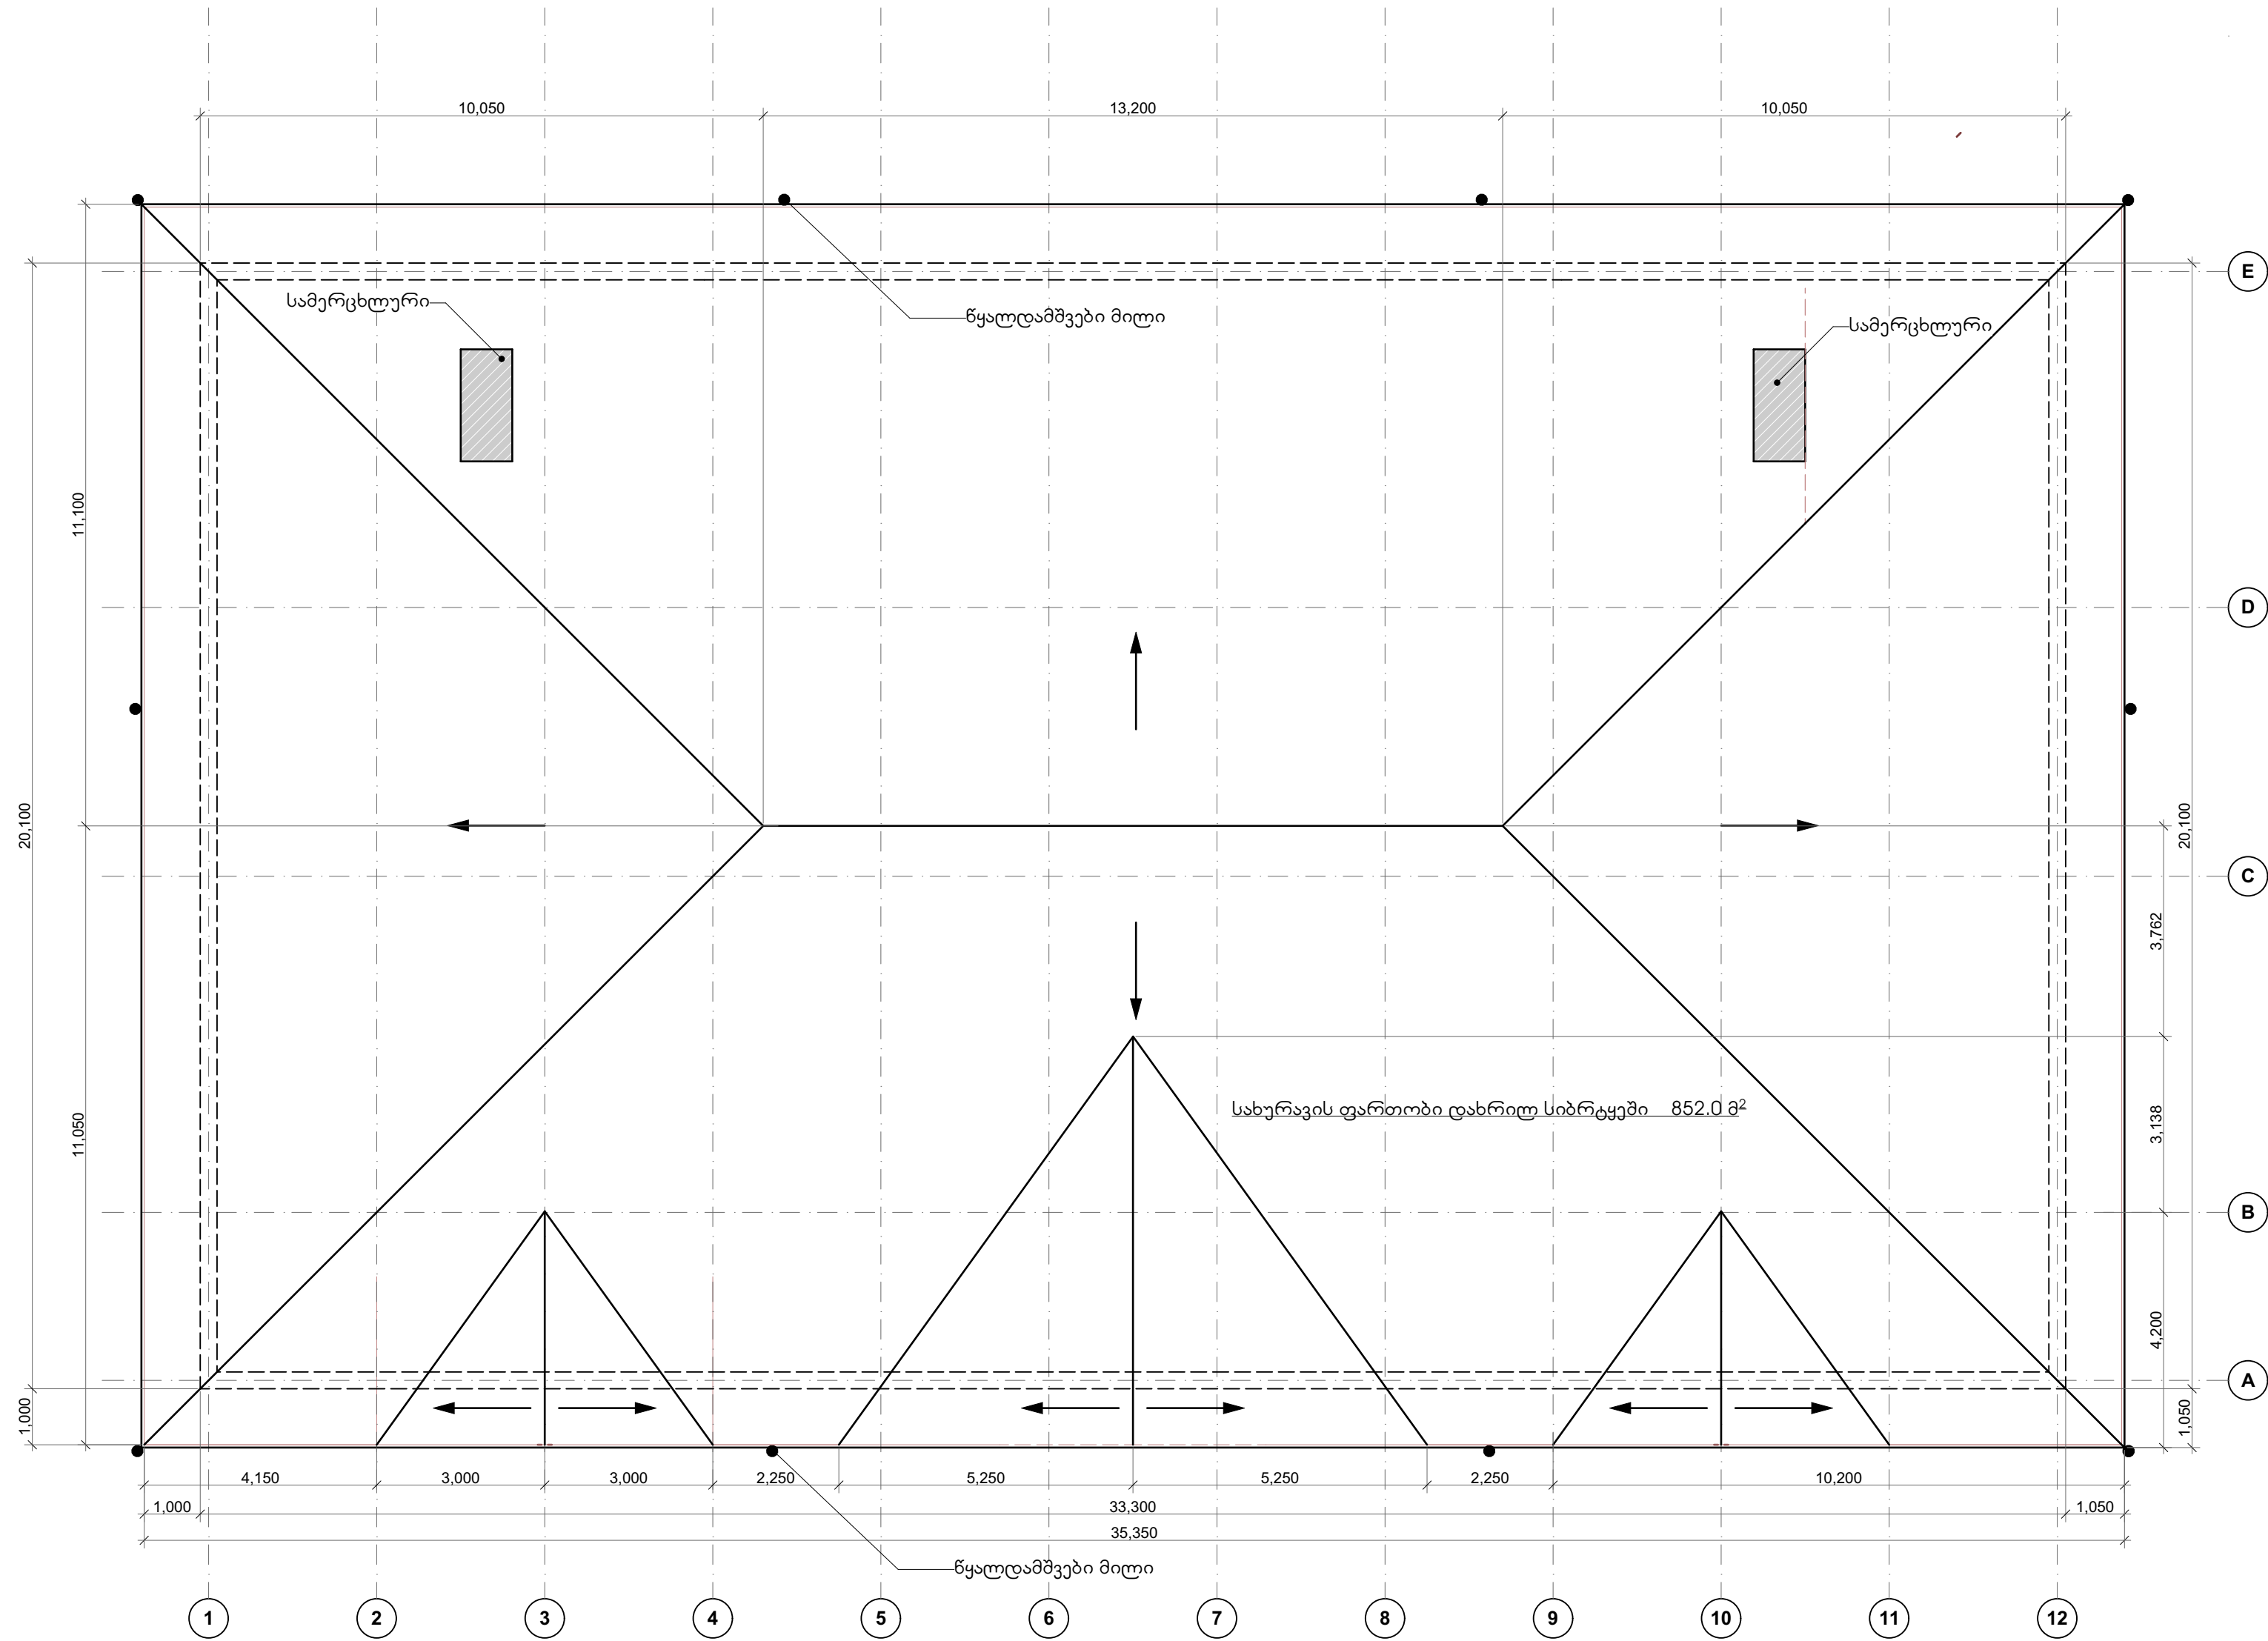 10,050 13,200 10,050
E
სამერცხლური
წყალდამშვები მილი
სამერცხლური
11,100
D
20,100
20,100
C
3,762
სახურავის ფართობი დახრილ სიბრტყეში 852.0 მ²
11,050
3,138
B
4,200
A
1,000
1,050
4,150 3,000 3,000 2,250 5,250 5,250 2,250 10,200
1,000 33,300 1,050
35,350
წყალდამშვები მილი
1 2 3 4 5 6 7 8 9 10 11 12